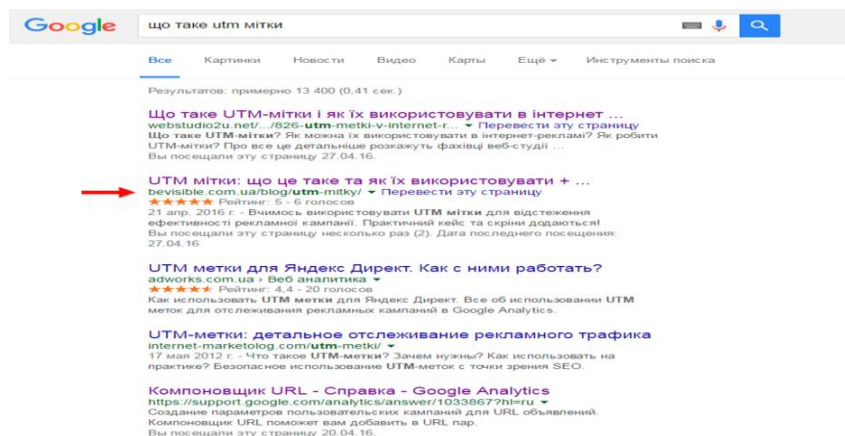 Google що таке utm мітки
Все Картинки Новости Видео Карты Ещё Инструменты поиска
Результатов: примерно 13 400 (0,41 сек.)
Що таке UTM-мітки і як їх використовувати в інтернет ...
webstudio2u.net/.../826-utm-metki-v-internet-r... Перевести эту страницу
Що таке UTM-мітки? Як можна їх використовувати в інтернет-рекламі? Як робити
UTM-мітки? Про все це детальніше розкажуть фахівці веб-студії ...
Вы посещали эту страницу 27.04.16.
UTM мітки: що це таке та як їх використовувати + ...
bevisible.com.ua/blog/utm-mitky/ Перевести эту страницу
★★★★★ Рейтинг: 5 - 6 голосов
21 апр. 2016 г. - Вчимось використовувати UTM мітки для відстеження
ефективності рекламної кампанії. Практичний кейс та скріни додаються!
Вы посещали эту страницу несколько раз (2). Дата последнего посещения:
27.04.16
UTM метки для Яндекс Директ. Как с ними работать?
adworks.com.ua › Веб аналитика
★★★★★ Рейтинг: 4,4 - 20 голосов
Как использовать UTM метки для Яндекс Директ. Все об использовании UTM
меток для отслеживания рекламных кампаний в Google Analytics.
UTM-метки: детальное отслеживание рекламного трафика
internet-marketolog.com/utm-metki/
17 мая 2012 г. - Что такое UTM-метки? Зачем нужны? Как использовать на
практике? Безопасное использование UTM-меток с точки зрения SEO.
Компоновщик URL - Справка - Google Analytics
https://support.google.com/analytics/answer/1033867?hl=ru
Создание параметров пользовательских кампаний для URL объявлений.
Компоновщик URL поможет вам добавить в URL пар.
Вы посещали эту страницу 20.04.16.